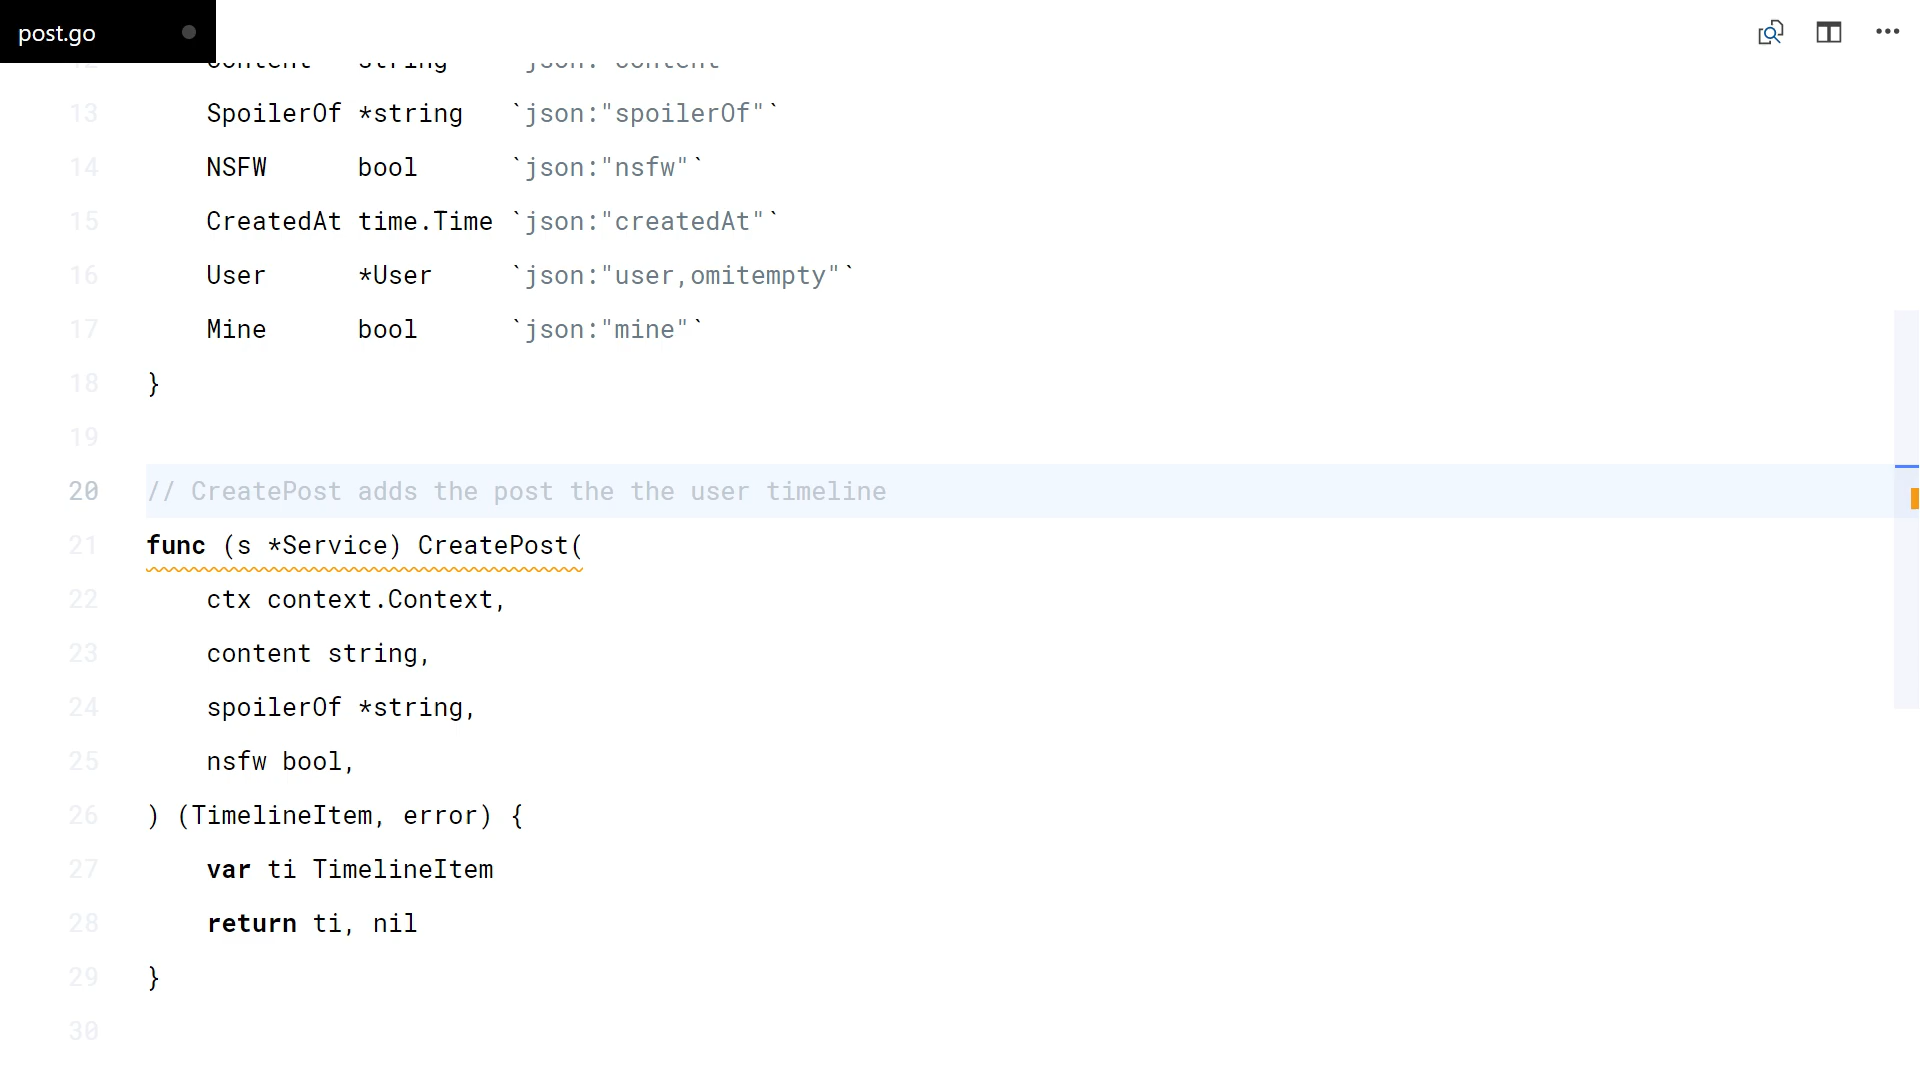 post.go
13 SpoilerOf *string `json:"spoilerOf"`
14 NSFW bool `json:"nsfw"`
15 CreatedAt time.Time `json:"createdAt"`
16 User *User `json:"user,omitempty"`
17 Mine bool `json:"mine"`
18 }
19
20 // CreatePost adds the post the the user timeline
21 func (s *Service) CreatePost(
22 ctx context.Context,
23 content string,
24 spoilerOf *string,
25 nsfw bool,
26 ) (TimelineItem, error) {
27 var ti TimelineItem
28 return ti, nil
29 }
30